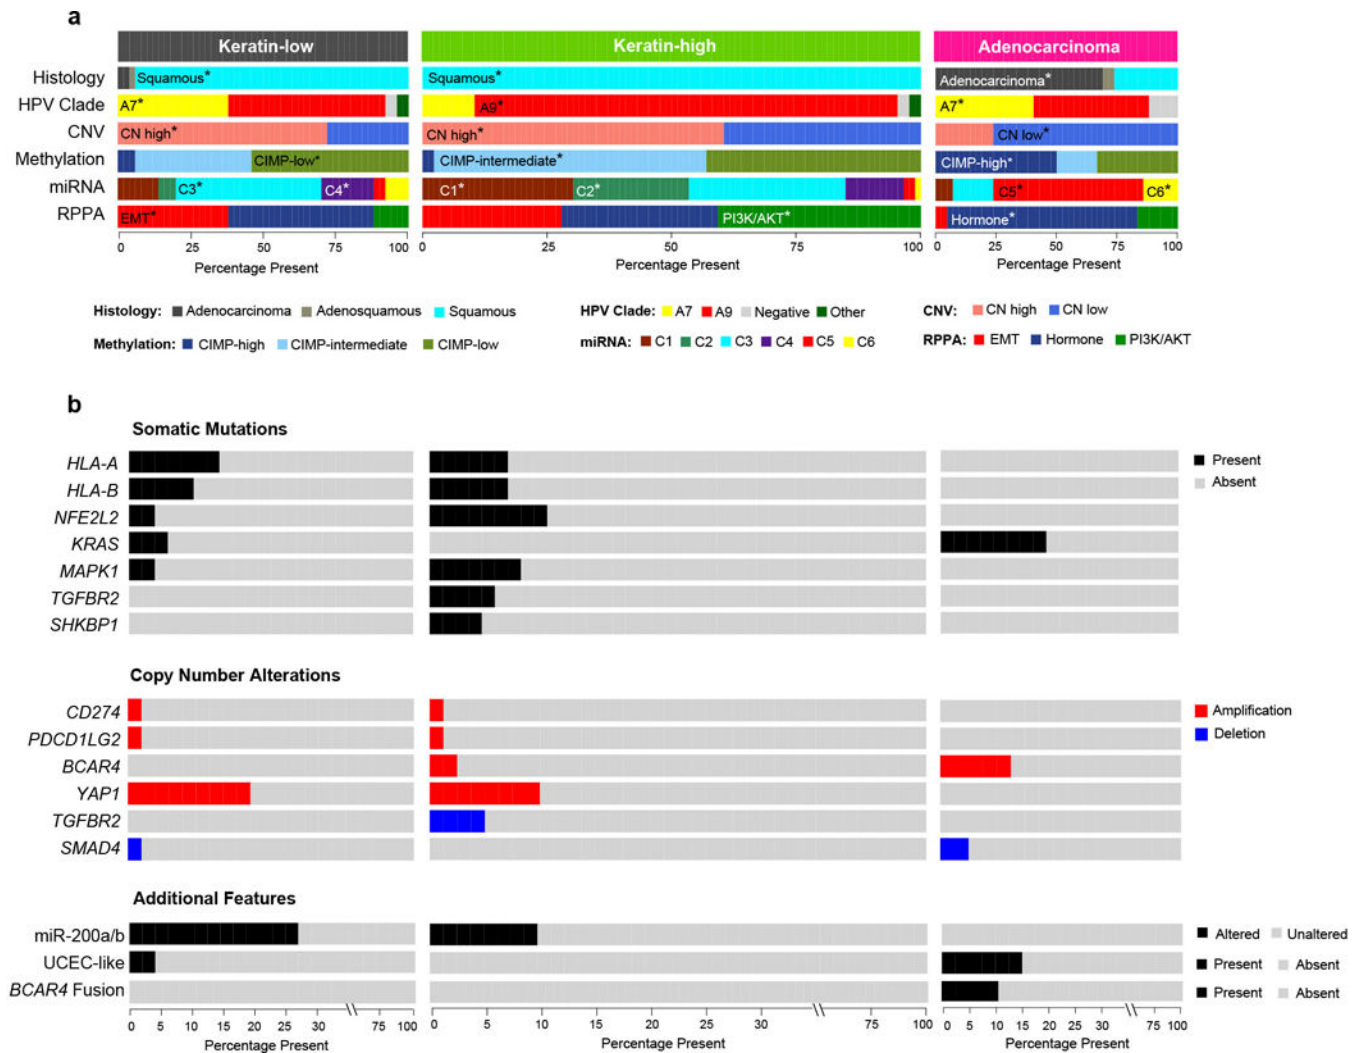 a
Keratin-low Keratin-high Adenocarcinoma
Histology Squamous* Squamous* Adenocarcinoma*
HPV Clade A7* A9* A7*
CNV CN high* CN high* CN low*
Methylation CIMP-low* CIMP-intermediate* CIMP-high*
miRNA C3* C4* C1* C2* C5* C6*
RPPA EMT* PI3K/AKT* Hormone*
0 25 50 75 100 0 25 50 75 100 0 25 50 75 100
Percentage Present Percentage Present Percentage Present
Histology: Adenocarcinoma Adenosquamous Squamous HPV Clade: A7 A9 Negative Other CNV: CN high CN low
Methylation: CIMP-high CIMP-intermediate CIMP-low miRNA: C1 C2 C3 C4 C5 C6 RPPA: EMT Hormone PI3K/AKT
b
Somatic Mutations
HLA-A Present
HLA-B Absent
NFE2L2
KRAS
MAPK1
TGFBR2
SHKBP1
Copy Number Alterations
CD274 Amplification
PDCD1LG2 Deletion
BCAR4
YAP1
TGFBR2
SMAD4
Additional Features
miR-200a/b Altered Unaltered
UCEC-like Present Absent
BCAR4 Fusion Present Absent
0 5 10 15 20 30 75 100 0 5 10 20 30 75 100 0 5 10 15 20 30 75 100
Percentage Present Percentage Present Percentage Present